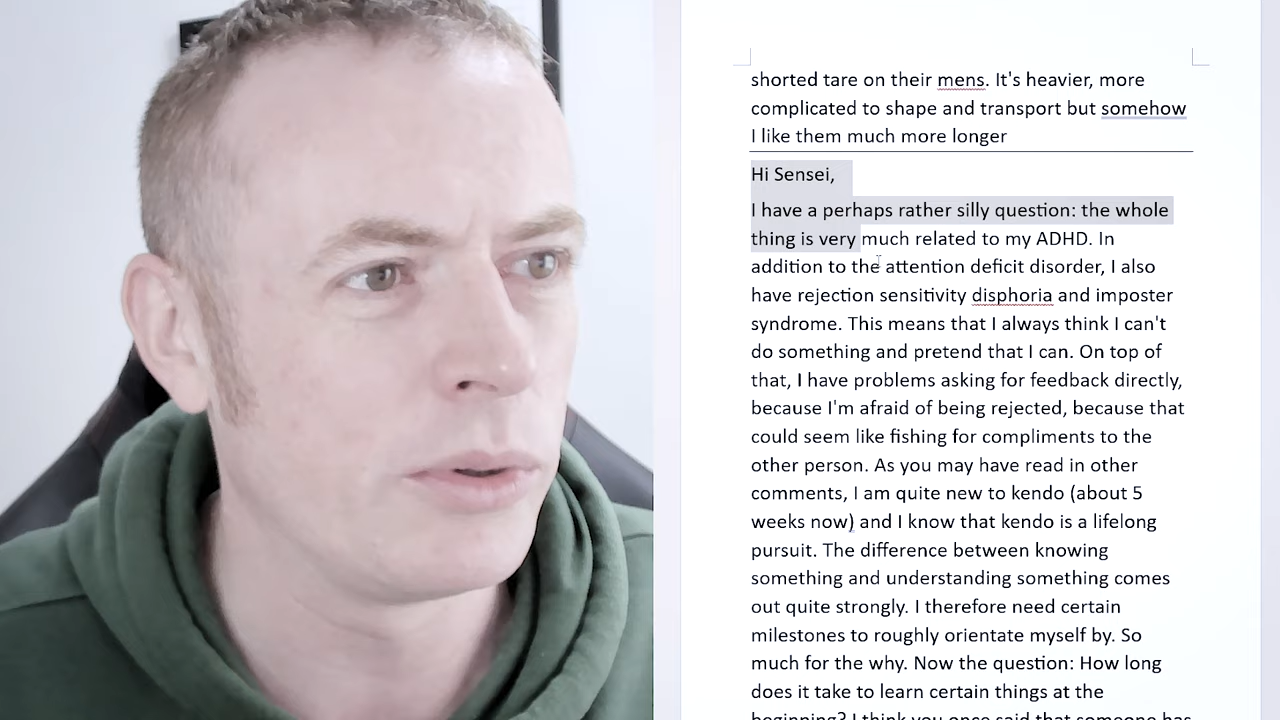 shorted tare on their mens. It's heavier, more
complicated to shape and transport but somehow
I like them much more longer
Hi Sensei,
I have a perhaps rather silly question: the whole
thing is very much related to my ADHD. In
addition to the attention deficit disorder, I also
have rejection sensitivity disphoria and imposter
syndrome. This means that I always think I can't
do something and pretend that I can. On top of
that, I have problems asking for feedback directly,
because I'm afraid of being rejected, because that
could seem like fishing for compliments to the
other person. As you may have read in other
comments, I am quite new to kendo (about 5
weeks now) and I know that kendo is a lifelong
pursuit. The difference between knowing
something and understanding something comes
out quite strongly. I therefore need certain
milestones to roughly orientate myself by. So
much for the why. Now the question: How long
does it take to learn certain things at the
beginning? I think you once said that someone has